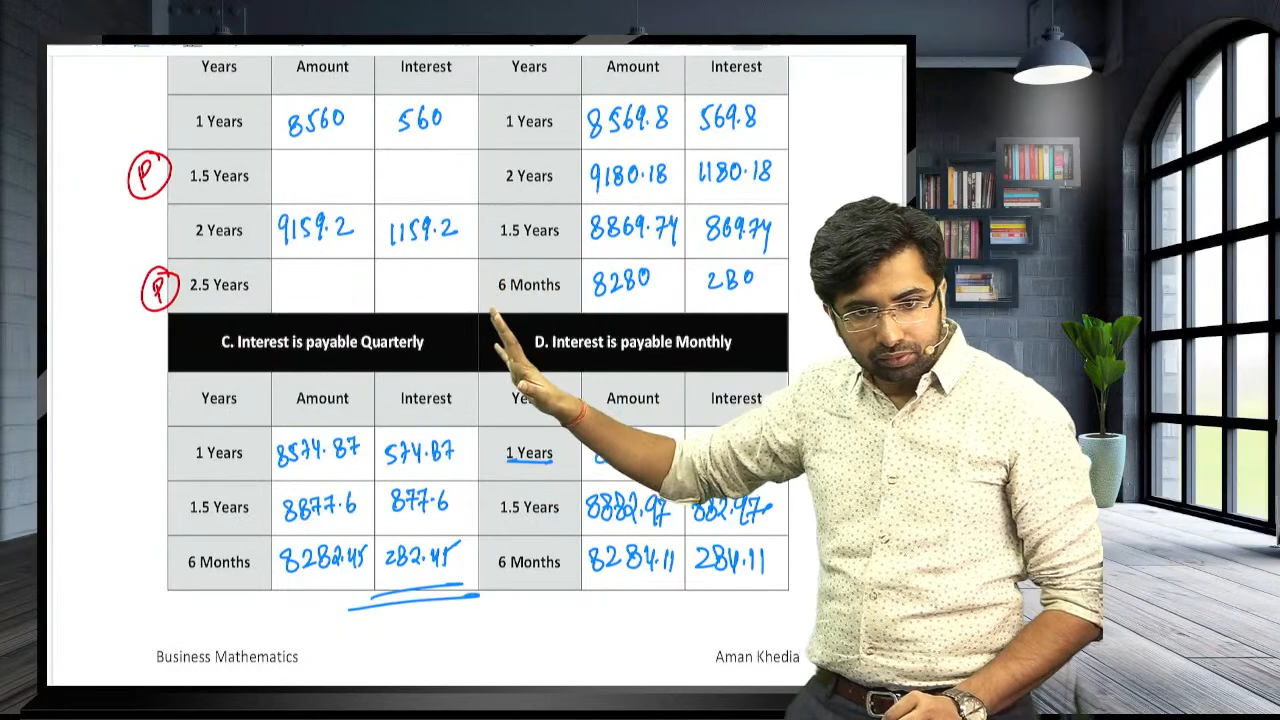 Years Amount Interest Years Amount Interest
1 Years 8560 560 1 Years 8569.8 569.8
P 1.5 Years 2 Years 9180.18 1180.18
2 Years 9159.2 1159.2 1.5 Years 8869.74 869.74
P 2.5 Years 6 Months 8280 280
C. Interest is payable Quarterly D. Interest is payable Monthly
Years Amount Interest Amount Interest
1 Years 8574.87 574.87 1 Years
1.5 Years 8877.6 877.6 1.5 Years 8882.97 882.97
6 Months 8282.45 282.45 6 Months 8284.11 284.11
Business Mathematics Aman Khedia